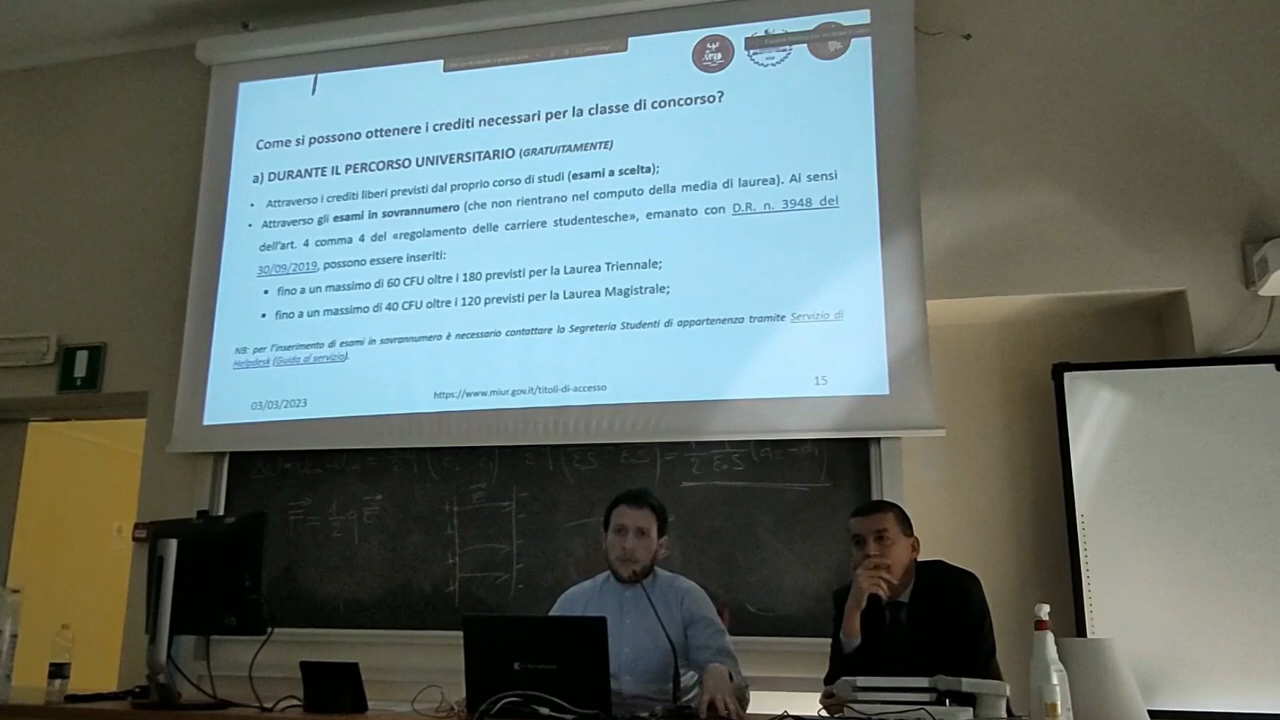 Come si possono ottenere i crediti necessari per la classe di concorso?
a) DURANTE IL PERCORSO UNIVERSITARIO (GRATUITAMENTE)
• Attraverso i crediti liberi previsti dal proprio corso di studi (esami a scelta);
• Attraverso gli esami in sovrannumero (che non rientrano nel computo della media di laurea). Ai sensi
dell'art. 4 comma 4 del «regolamento delle carriere studentesche», emanato con D.R. n. 3948 del
30/09/2019, possono essere inseriti:
▪ fino a un massimo di 60 CFU oltre i 180 previsti per la Laurea Triennale;
▪ fino a un massimo di 40 CFU oltre i 120 previsti per la Laurea Magistrale;
NB: per l'inserimento di esami in sovrannumero è necessario contattare la Segreteria Studenti di appartenenza tramite Servizio di
Helpdesk (Guida al servizio).
03/03/2023
https://www.miur.gov.it/titoli-di-accesso
15
F = 1/2 qE
E